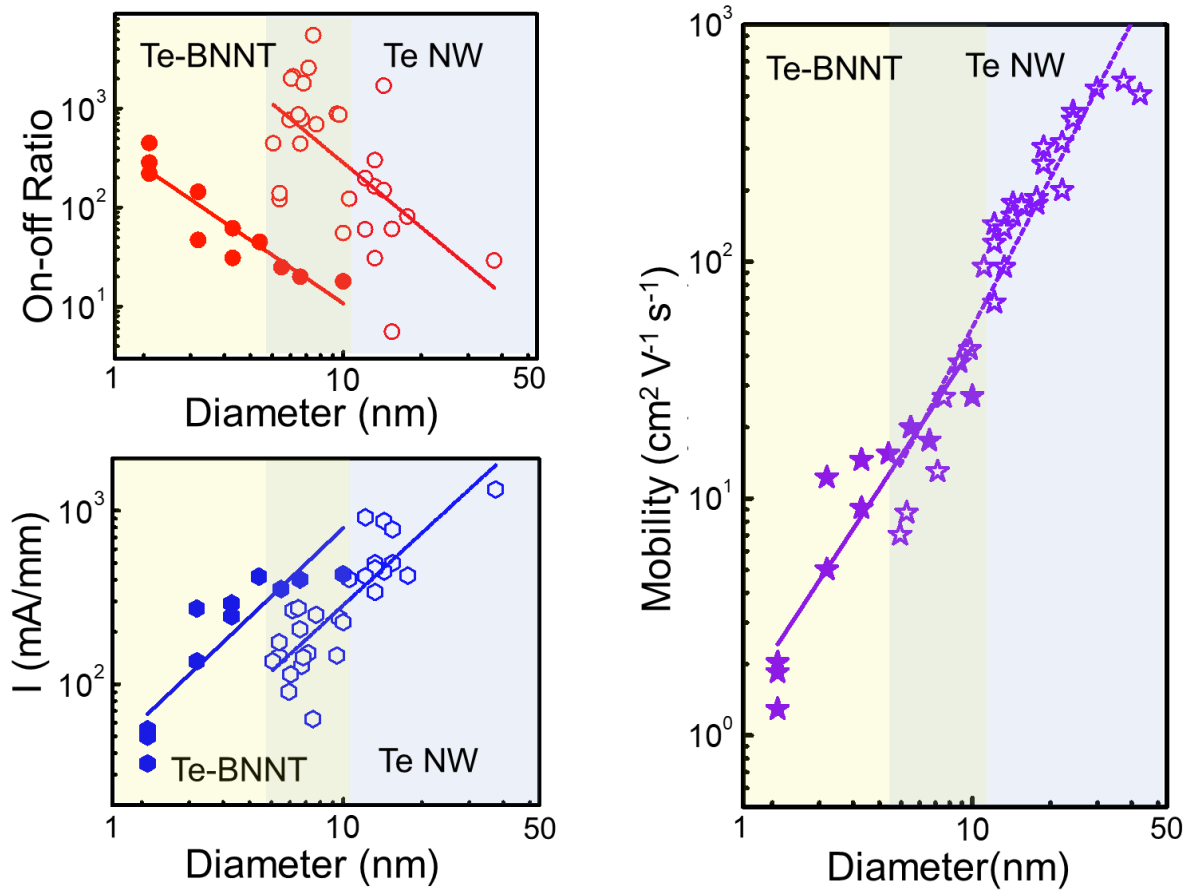 On-off Ratio
10³
10²
10¹
Te-BNNT
Te NW
1
10
50
Diameter (nm)
I (mA/mm)
10³
10²
Te-BNNT
Te NW
1
10
50
Diameter(nm)
Mobility (cm² V⁻¹ s⁻¹)
10³
10²
10¹
10⁰
Te-BNNT
Te NW
1
10
50
Diameter(nm)